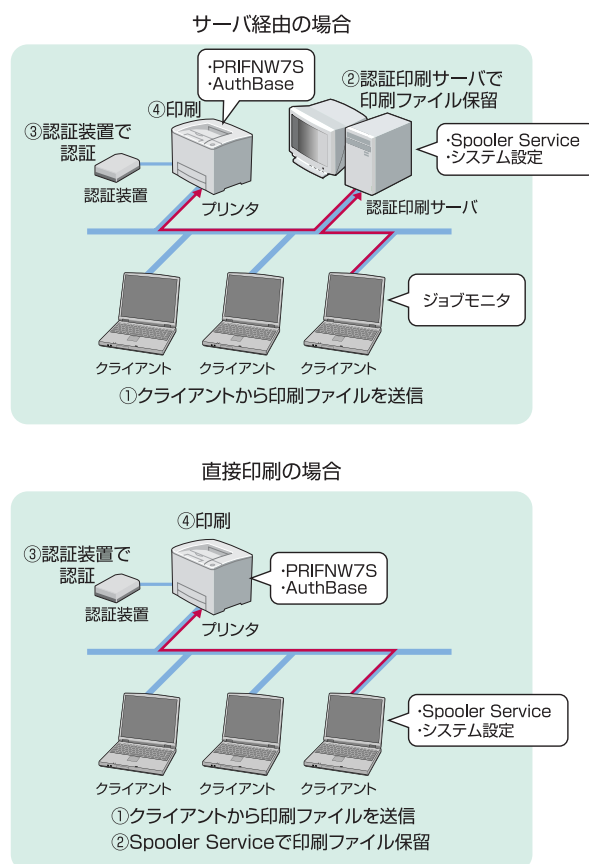 サーバ経由の場合
・PRIFNW7S
・AuthBase
②認証印刷サーバで
印刷ファイル保留
④印刷
③認証装置で
認証
・Spooler Service
・システム設定
認証装置
プリンタ
認証印刷サーバ
ジョブモニタ
クライアント クライアント クライアント
①クライアントから印刷ファイルを送信
直接印刷の場合
④印刷
③認証装置で
認証
・PRIFNW7S
・AuthBase
認証装置
プリンタ
・Spooler Service
・システム設定
クライアント クライアント クライアント
①クライアントから印刷ファイルを送信
②Spooler Serviceで印刷ファイル保留